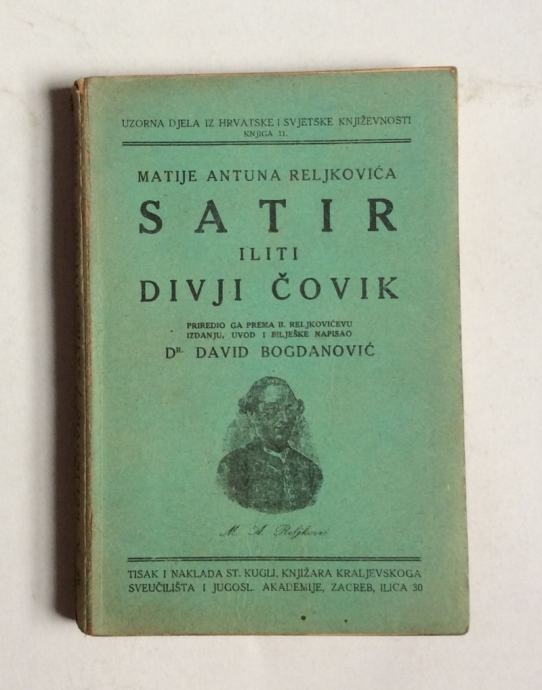 UZORNA DJELA IZ HRVATSKE I SVJETSKE KNJIŽEVNOSTI
KNJIGA 11.
MATIJE ANTUNA RELJKOVIĆA
SATIR
ILITI
DIVJI ČOVIK
PRIREDIO GA PREMA II. RELJKOVIĆEVU
IZDANJU, UVOD I BILJEŠKE NAPISAO
DR. DAVID BOGDANOVIĆ
M. A. Reljković
TISAK I NAKLADA ST. KUGLI, KNJIŽARA KRALJEVSKOGA
SVEUČILIŠTA I JUGOSL. AKADEMIJE, ZAGREB, ILICA 30